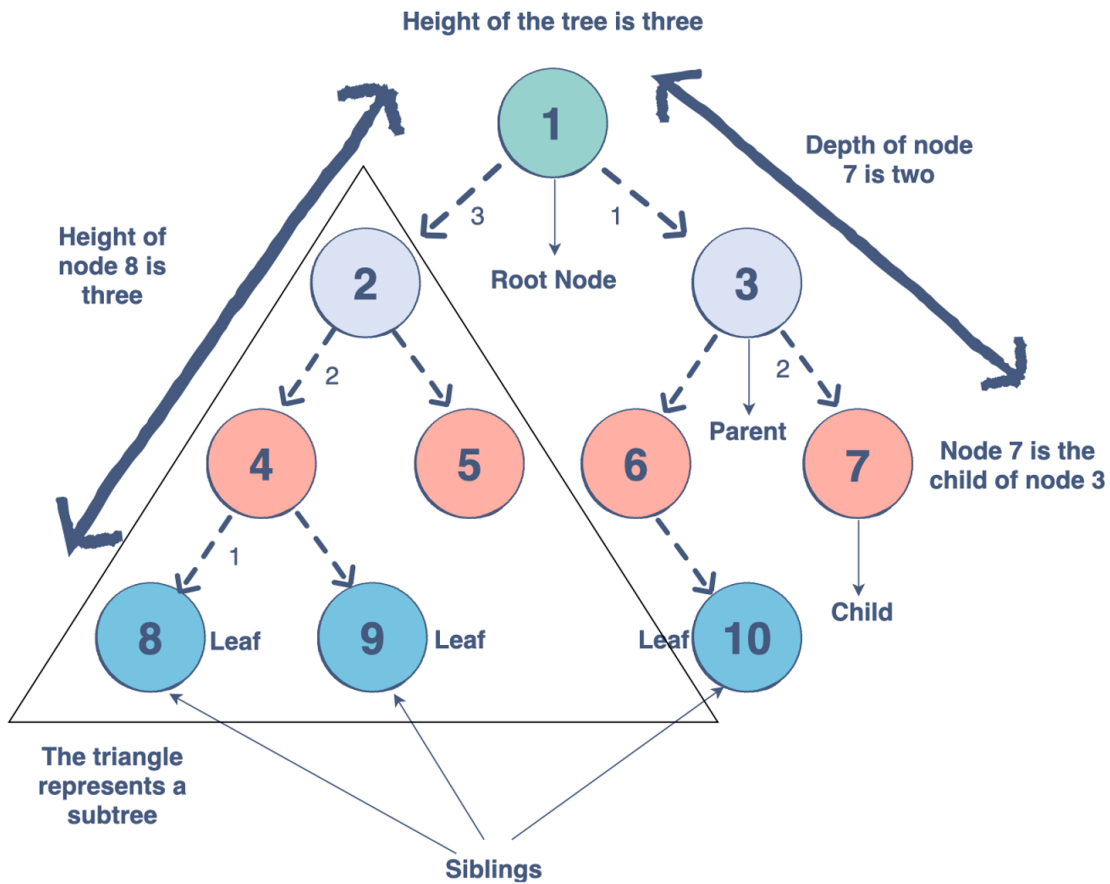 Height of the tree is three
1
Depth of node
7 is two
3
1
Height of
node 8 is
three
Root Node
2
3
2
2
Parent
4
5
6
7
Node 7 is the
child of node 3
1
Child
8
Leaf
9
Leaf
Leaf
10
The triangle
represents a
subtree
Siblings